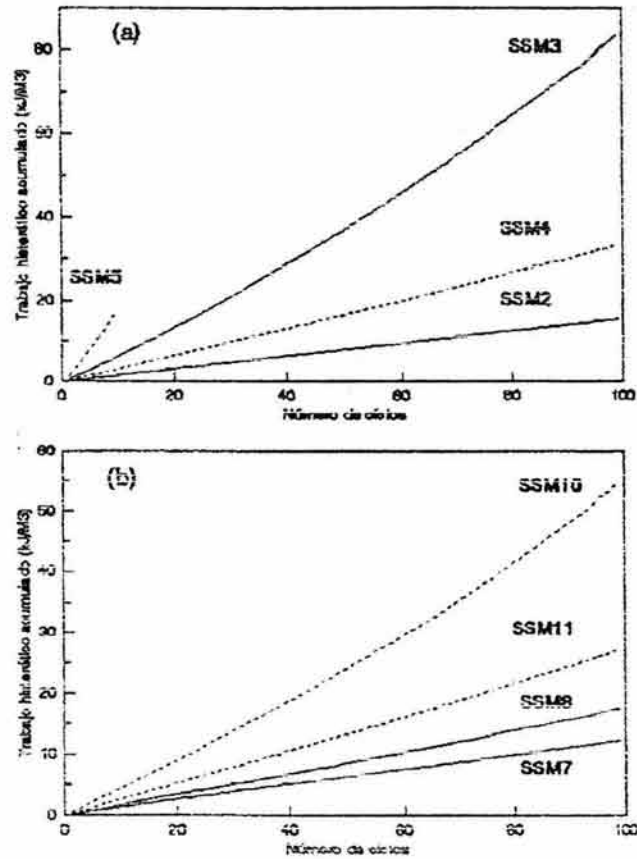 (a)
Trabajo histerético acumulado (kJ/M3)
80
60
40
20
0
SSM3
SSM4
SSM5
SSM2
0 20 40 60 80 100
Número de ciclos
(b)
Trabajo histerético acumulado (kJ/M3)
60
50
40
30
20
10
0
SSM10
SSM11
SSM8
SSM7
0 20 40 60 80 100
Número de ciclos